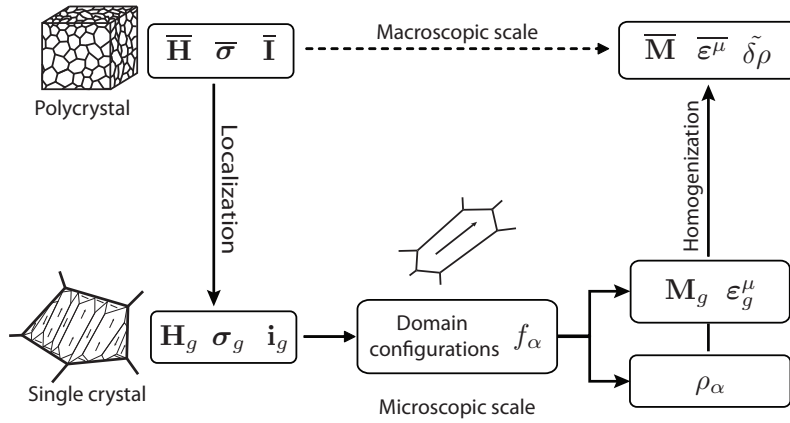 H̅ σ̅ I̅
Macroscopic scale
M̅ ε̅^μ̅ δ̃ρ
Polycrystal
Localization
Homogenization
H_g σ_g i_g
Domain
configurations f_α
M_g ε_g^μ
ρ_α
Single crystal
Microscopic scale